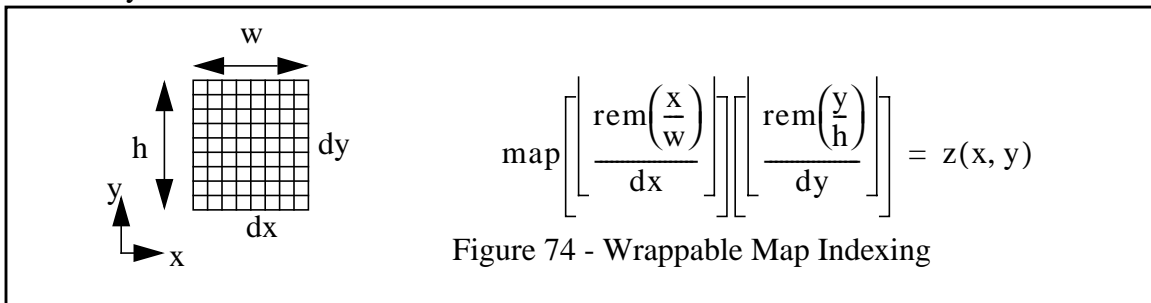 w
h
dy
y
dx
x
map[⌊rem(x/w)/dx⌋][⌊rem(y/h)/dy⌋] = z(x, y)
Figure 74 - Wrappable Map Indexing